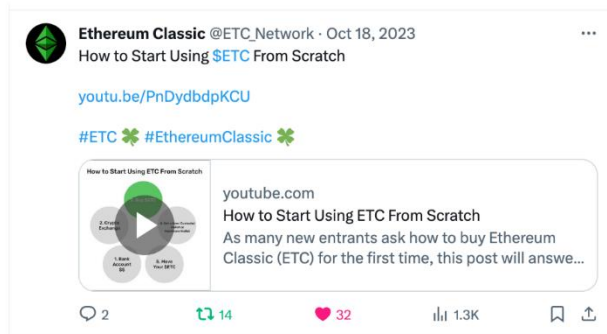 Ethereum Classic @ETC_Network · Oct 18, 2023
How to Start Using $ETC From Scratch
youtu.be/PnDydbdpKCU
#ETC 🍀 #EthereumClassic 🍀
How to Start Using ETC From Scratch
2. Crypto
Exchange
1. Bank
Account
$$
5. Move
Your $ETC
youtube.com
How to Start Using ETC From Scratch
As many new entrants ask how to buy Ethereum
Classic (ETC) for the first time, this post will answe...
2
14
32
1.3K